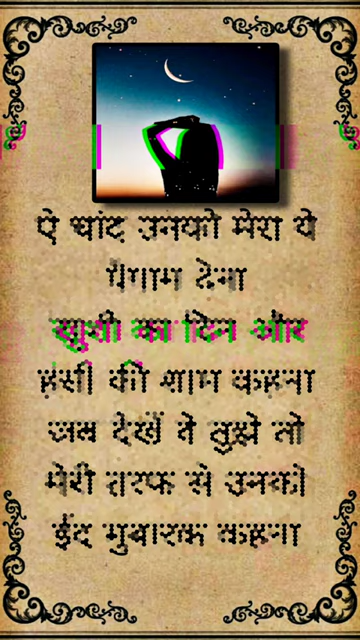 ऐ चांद उनको मेरा ये
पैगाम देना
खुशी का दिन और
हंसी की शाम कहना
जब देखें वे तुझे तो
मेरी तरफ से उनको
ईद मुबारक कहना